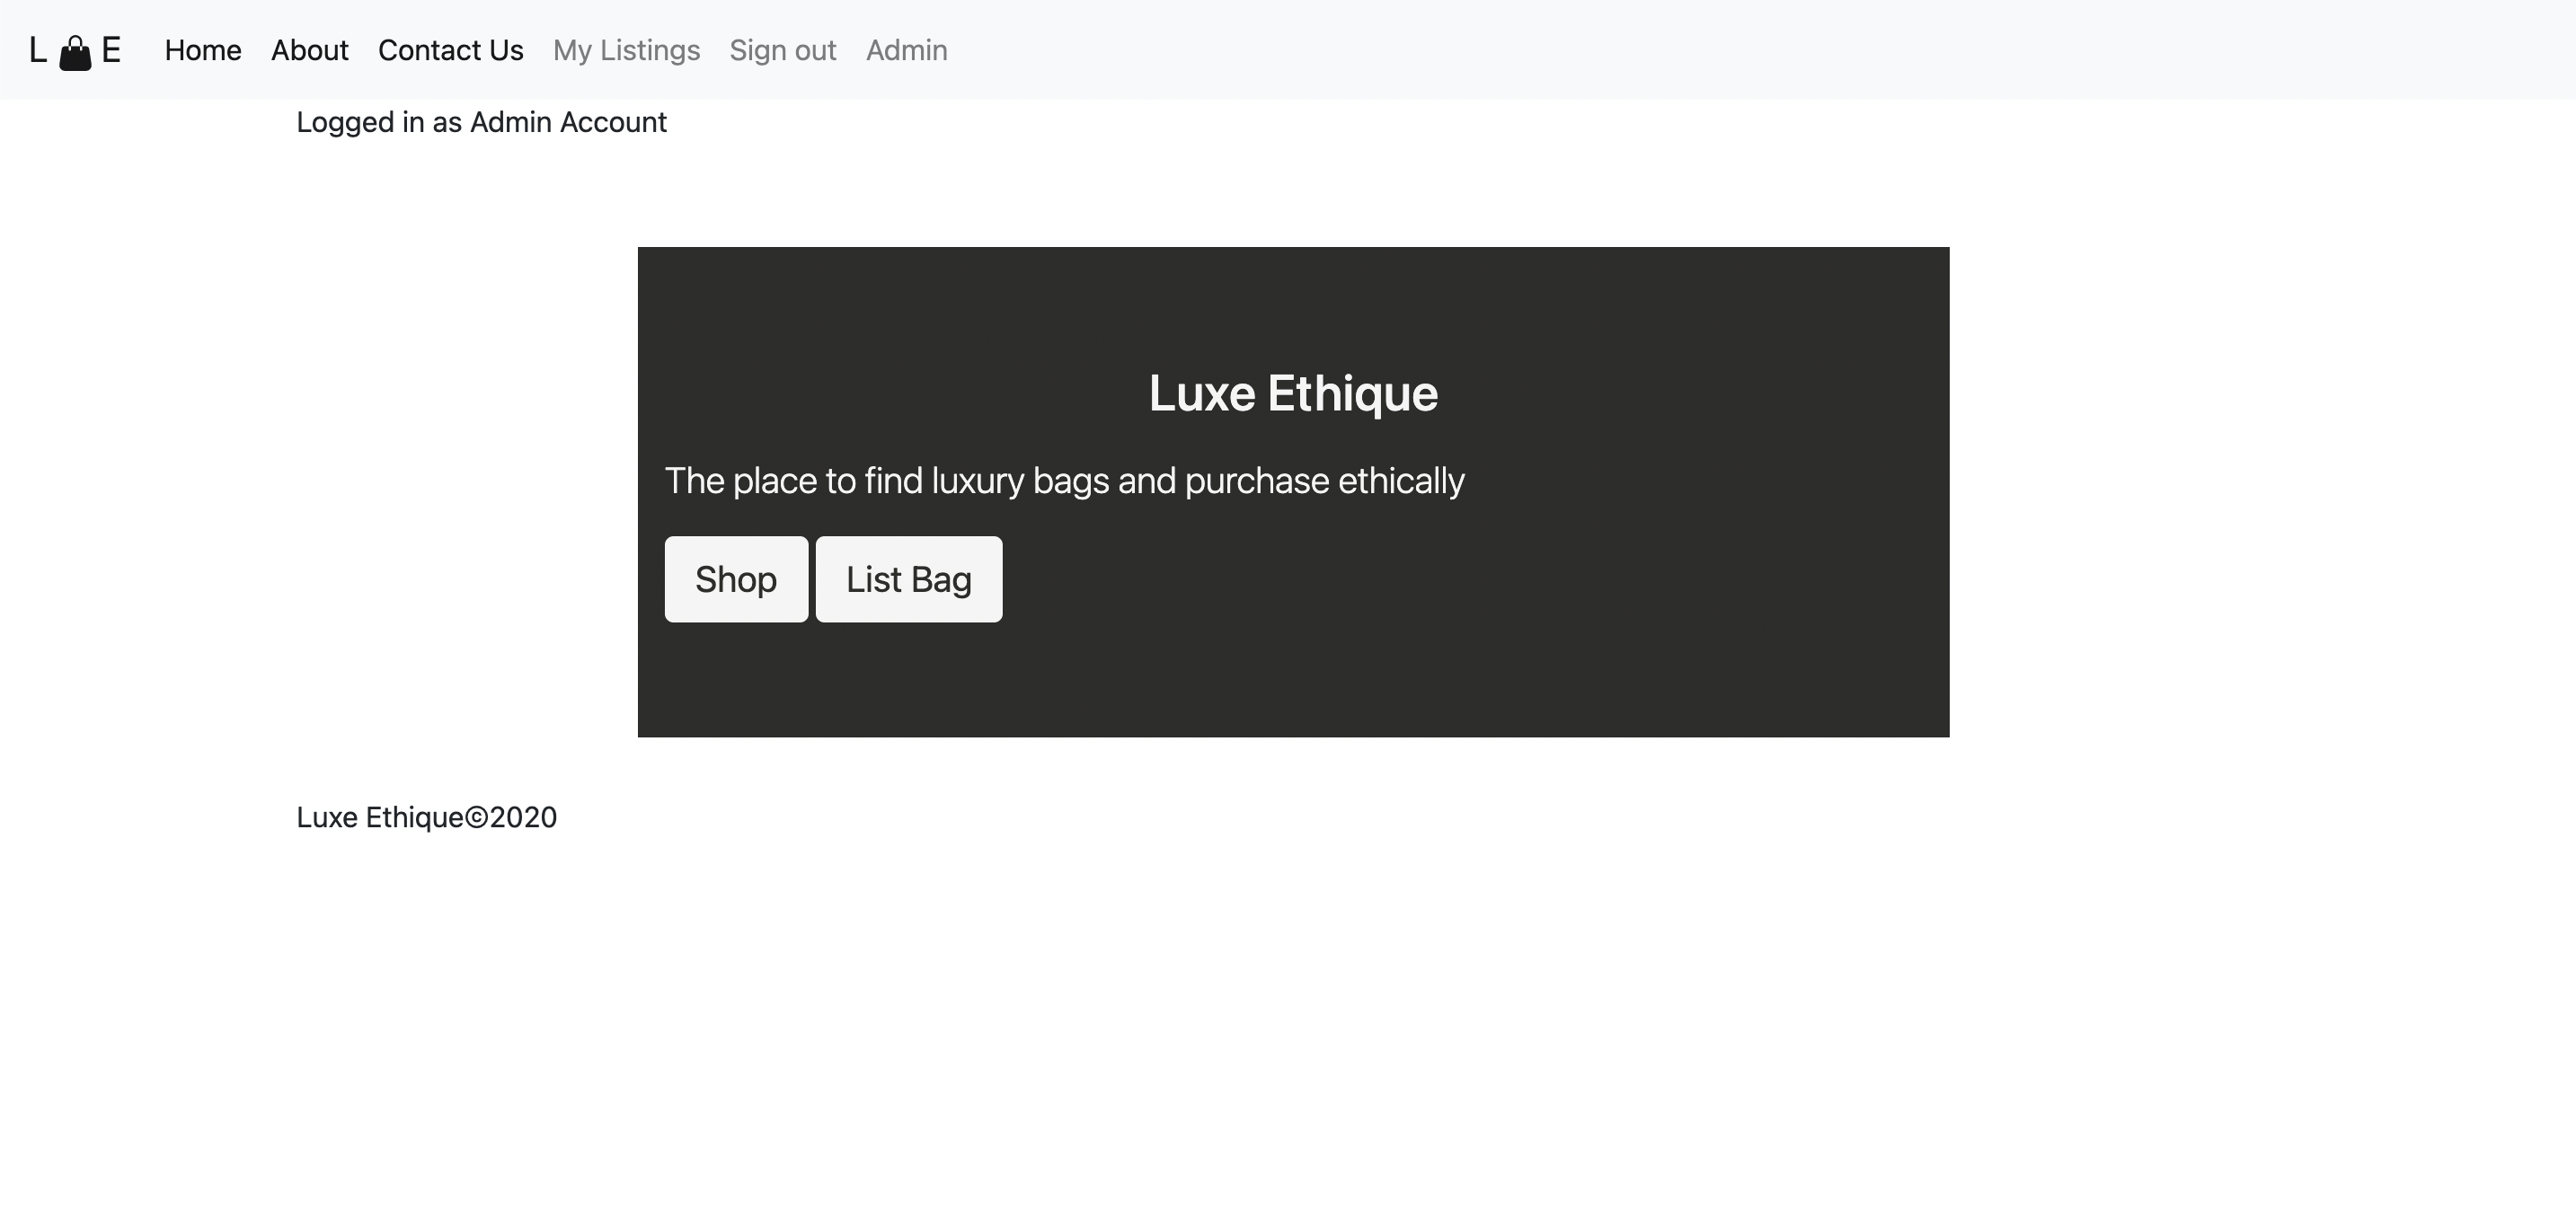 L E Home About Contact Us My Listings Sign out Admin
Logged in as Admin Account
Luxe Ethique
The place to find luxury bags and purchase ethically
Shop List Bag
Luxe Ethique©2020